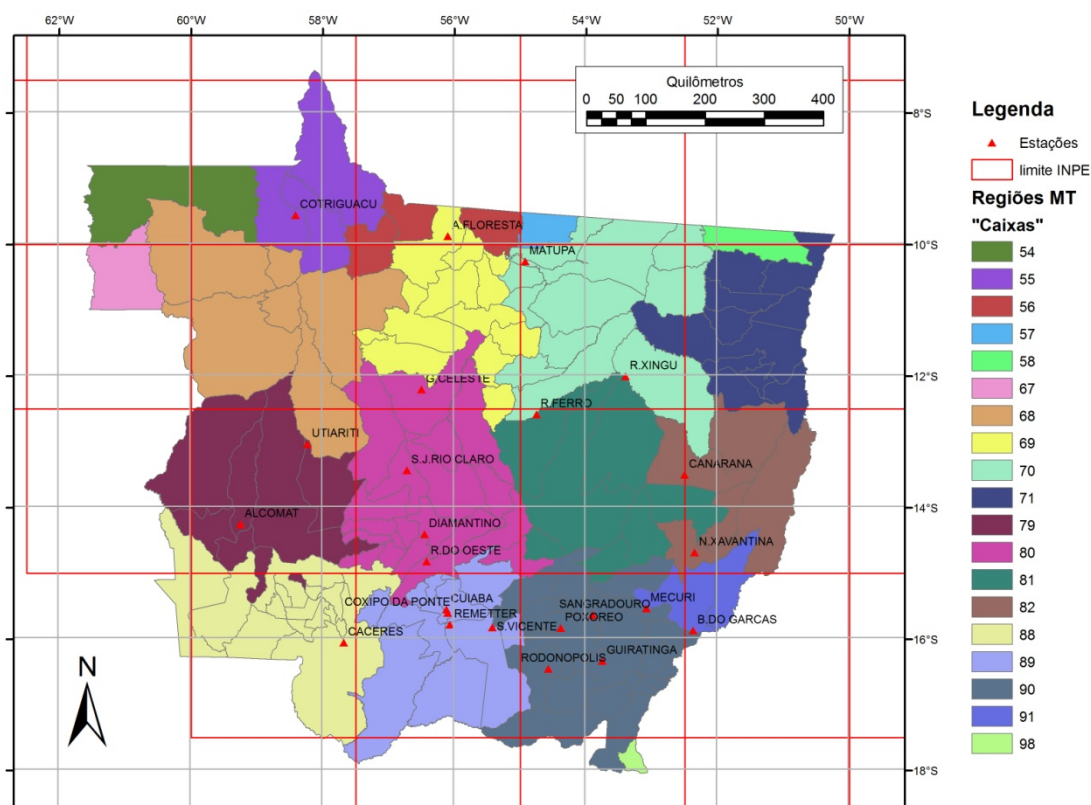 62°W 60°W 58°W 56°W 54°W 52°W 50°W
Quilômetros
0 50 100 200 300 400
8°S
10°S
12°S
14°S
16°S
18°S
COTRIGUACU
A.FLORESTA
MATUPA
R.XINGU
G.CELESTE
R.FERRO
UTIARITI
S.J.RIO CLARO
CANARANA
ALCOMAT
DIAMANTINO
N.XAVANTINA
R.DO OESTE
COXIPO DA PONTE
CUIABA
SANGRADOURO
MECURI
REMETTER
POXOREO
S.VICENTE
B.DO GARCAS
CACERES
RODONOPOLIS
GUIRATINGA
N
Legenda
Estações
limite INPE
Regiões MT
"Caixas"
54
55
56
57
58
67
68
69
70
71
79
80
81
82
88
89
90
91
98